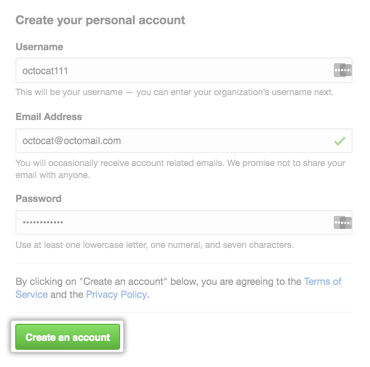 Create your personal account
Username
octocat111
This will be your username — you can enter your organization's username next.
Email Address
octocat@octomail.com
You will occasionally receive account related emails. We promise not to share your
email with anyone.
Password
••••••••••••
Use at least one lowercase letter, one numeral, and seven characters.
By clicking on "Create an account" below, you are agreeing to the Terms of
Service and the Privacy Policy.
Create an account